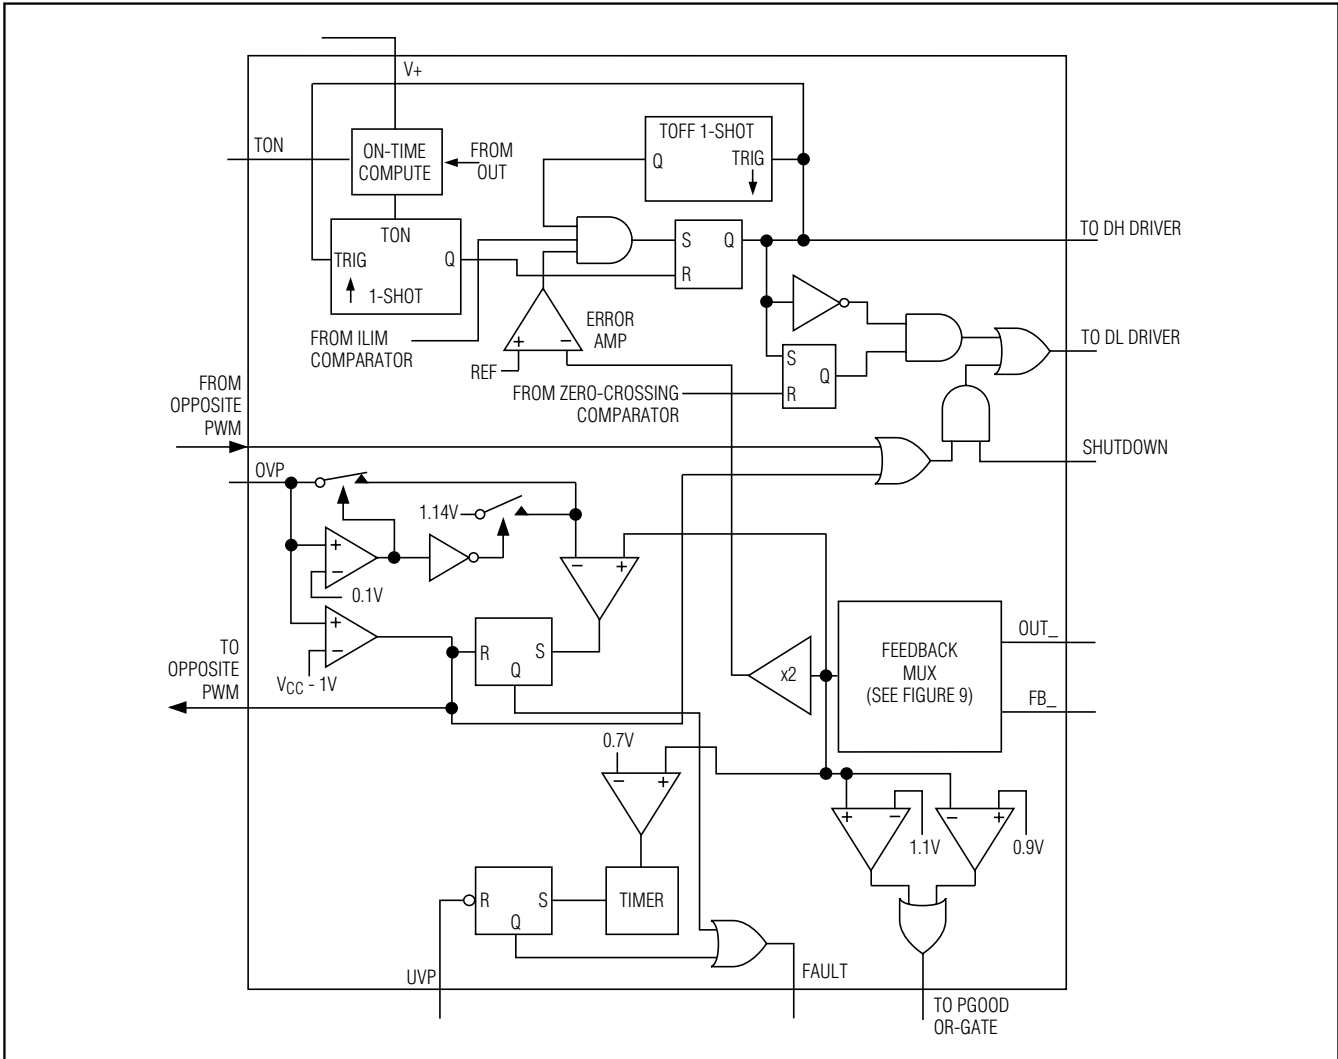 V+
TON
ON-TIME
COMPUTE
FROM
OUT
TOFF 1-SHOT
Q
TRIG
TON
TRIG
Q
1-SHOT
S
Q
R
TO DH DRIVER
FROM ILIM
COMPARATOR
+
−
ERROR
AMP
REF
S
Q
R
TO DL DRIVER
FROM ZERO-CROSSING
COMPARATOR
FROM
OPPOSITE
PWM
SHUTDOWN
OVP
1.14V
+
−
0.1V
−
+
+
−
VCC - 1V
TO
OPPOSITE
PWM
R
S
Q
x2
FEEDBACK
MUX
(SEE FIGURE 9)
OUT_
FB_
0.7V
−
+
+
−
1.1V
−
+
0.9V
R
S
Q
TIMER
UVP
FAULT
TO PGOOD
OR-GATE